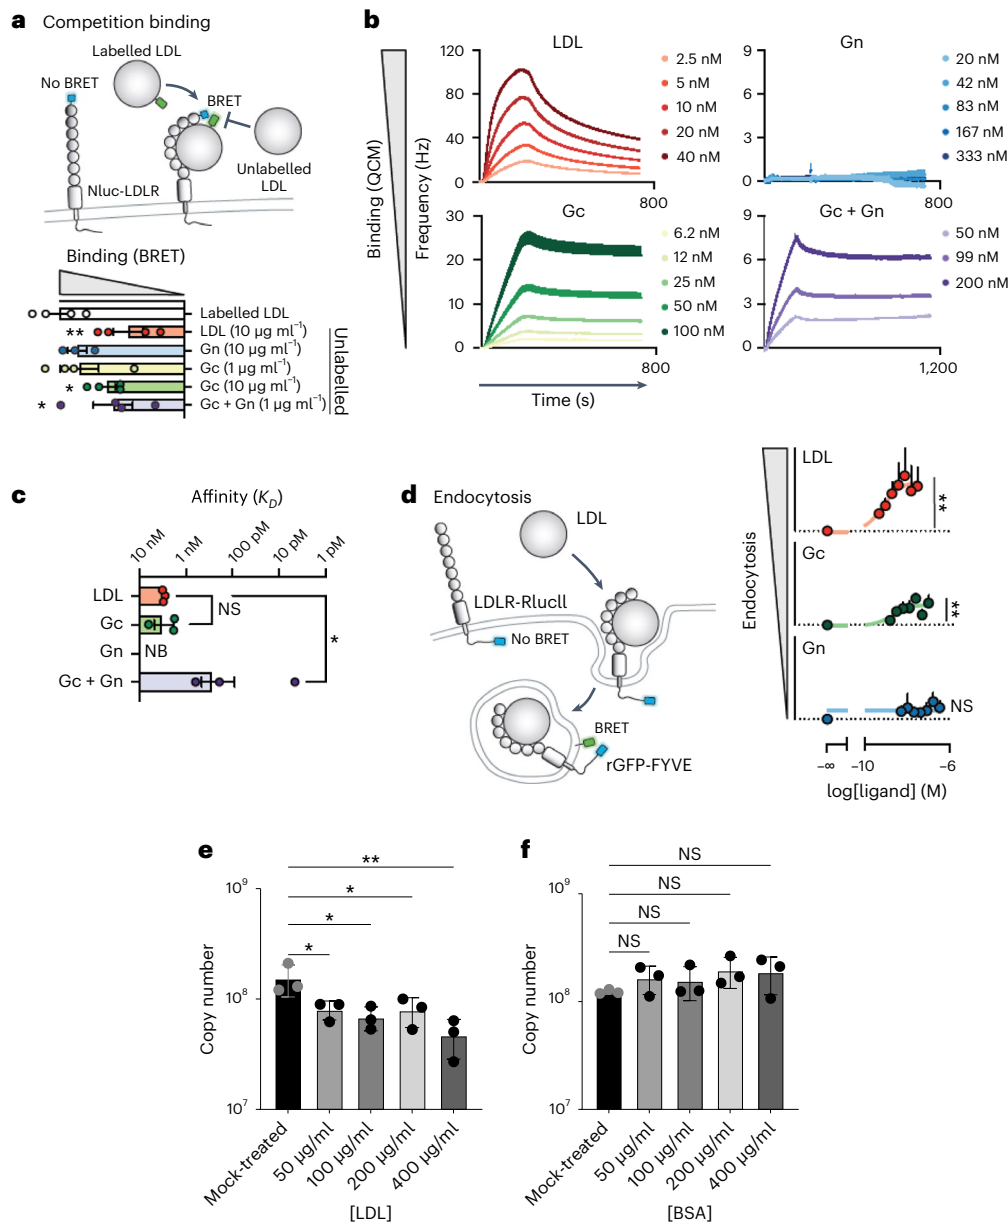 a Competition binding
Labelled LDL
No BRET
BRET
Unlabelled
LDL
Nluc-LDLR
Binding (BRET)
Labelled LDL
** LDL (10 µg ml⁻¹)
Gn (10 µg ml⁻¹)
Gc (1 µg ml⁻¹)
* Gc (10 µg ml⁻¹)
* Gc + Gn (1 µg ml⁻¹)
Unlabelled
b
Binding (QCM)
Frequency (Hz)
LDL
120
80
40
0
800
2.5 nM
5 nM
10 nM
20 nM
40 nM
Gn
9
6
3
0
800
20 nM
42 nM
83 nM
167 nM
333 nM
Gc
30
20
10
0
800
6.2 nM
12 nM
25 nM
50 nM
100 nM
Gc + Gn
9
6
3
0
1,200
50 nM
99 nM
200 nM
Time (s)
c
Affinity (K_D)
10 nM
1 nM
100 pM
10 pM
1 pM
LDL
Gc
Gn NB
Gc + Gn
NS
*
d Endocytosis
LDL
LDLR-RlucII
No BRET
BRET
rGFP-FYVE
Endocytosis
LDL
**
Gc
**
Gn
NS
−∞ −10 −6
log[ligand] (M)
e
**
*
*
*
10⁹
10⁸
10⁷
Copy number
Mock-treated
50 µg/ml
100 µg/ml
200 µg/ml
400 µg/ml
[LDL]
f
NS
NS
NS
NS
10⁹
10⁸
10⁷
Copy number
Mock-treated
50 µg/ml
100 µg/ml
200 µg/ml
400 µg/ml
[BSA]